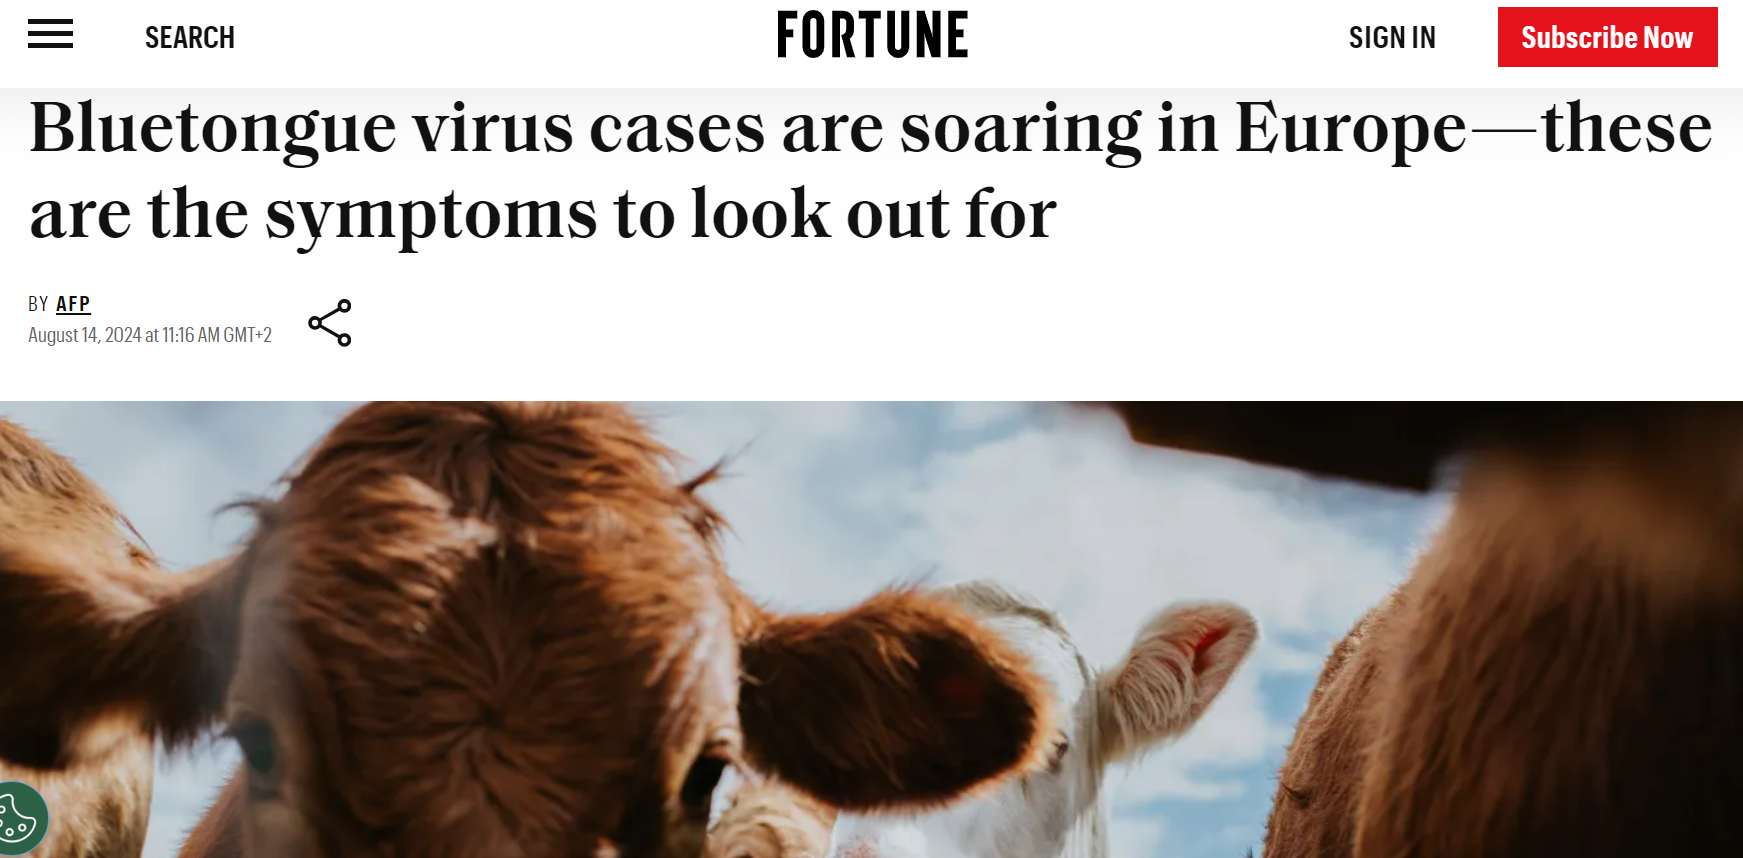 SEARCH
FORTUNE
SIGN IN
Subscribe Now
Bluetongue virus cases are soaring in Europe—these
are the symptoms to look out for
BY AFP
August 14, 2024 at 11:16 AM GMT+2